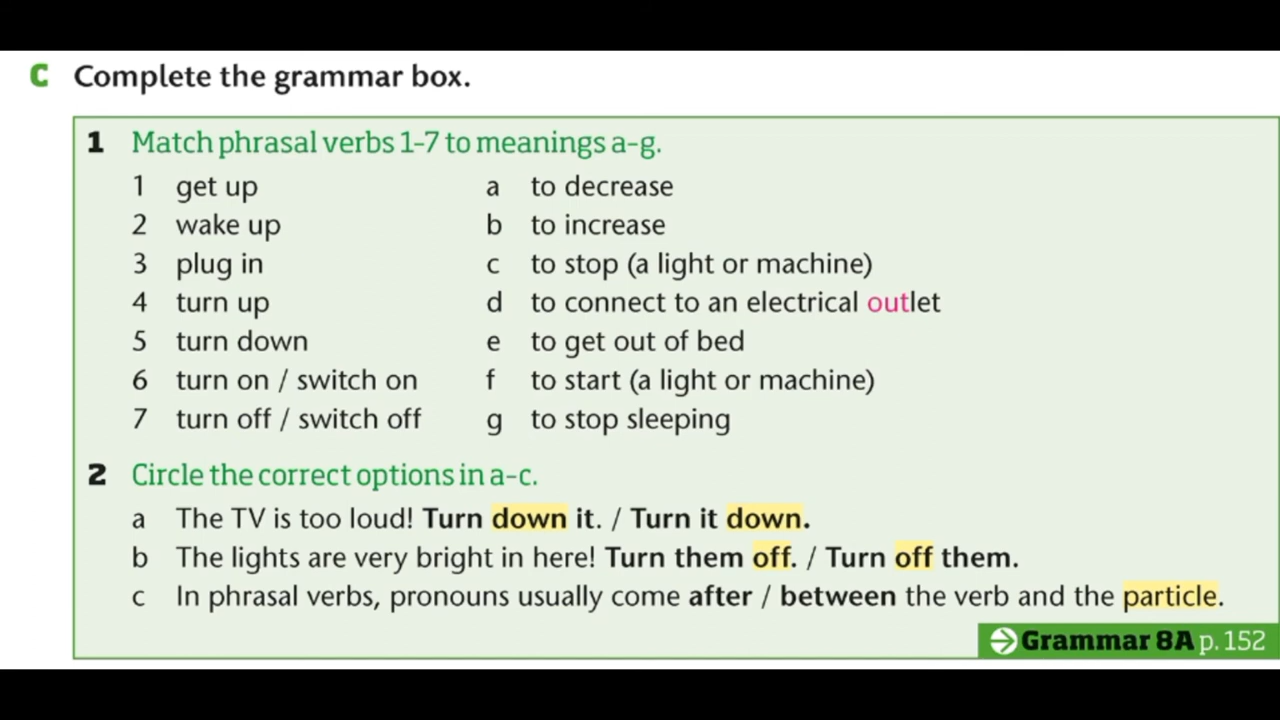 C Complete the grammar box.
1 Match phrasal verbs 1–7 to meanings a–g.
1 get up a to decrease
2 wake up b to increase
3 plug in c to stop (a light or machine)
4 turn up d to connect to an electrical outlet
5 turn down e to get out of bed
6 turn on / switch on f to start (a light or machine)
7 turn off / switch off g to stop sleeping
2 Circle the correct options in a–c.
a The TV is too loud! Turn down it. / Turn it down.
b The lights are very bright in here! Turn them off. / Turn off them.
c In phrasal verbs, pronouns usually come after / between the verb and the particle.
Grammar 8A p. 152